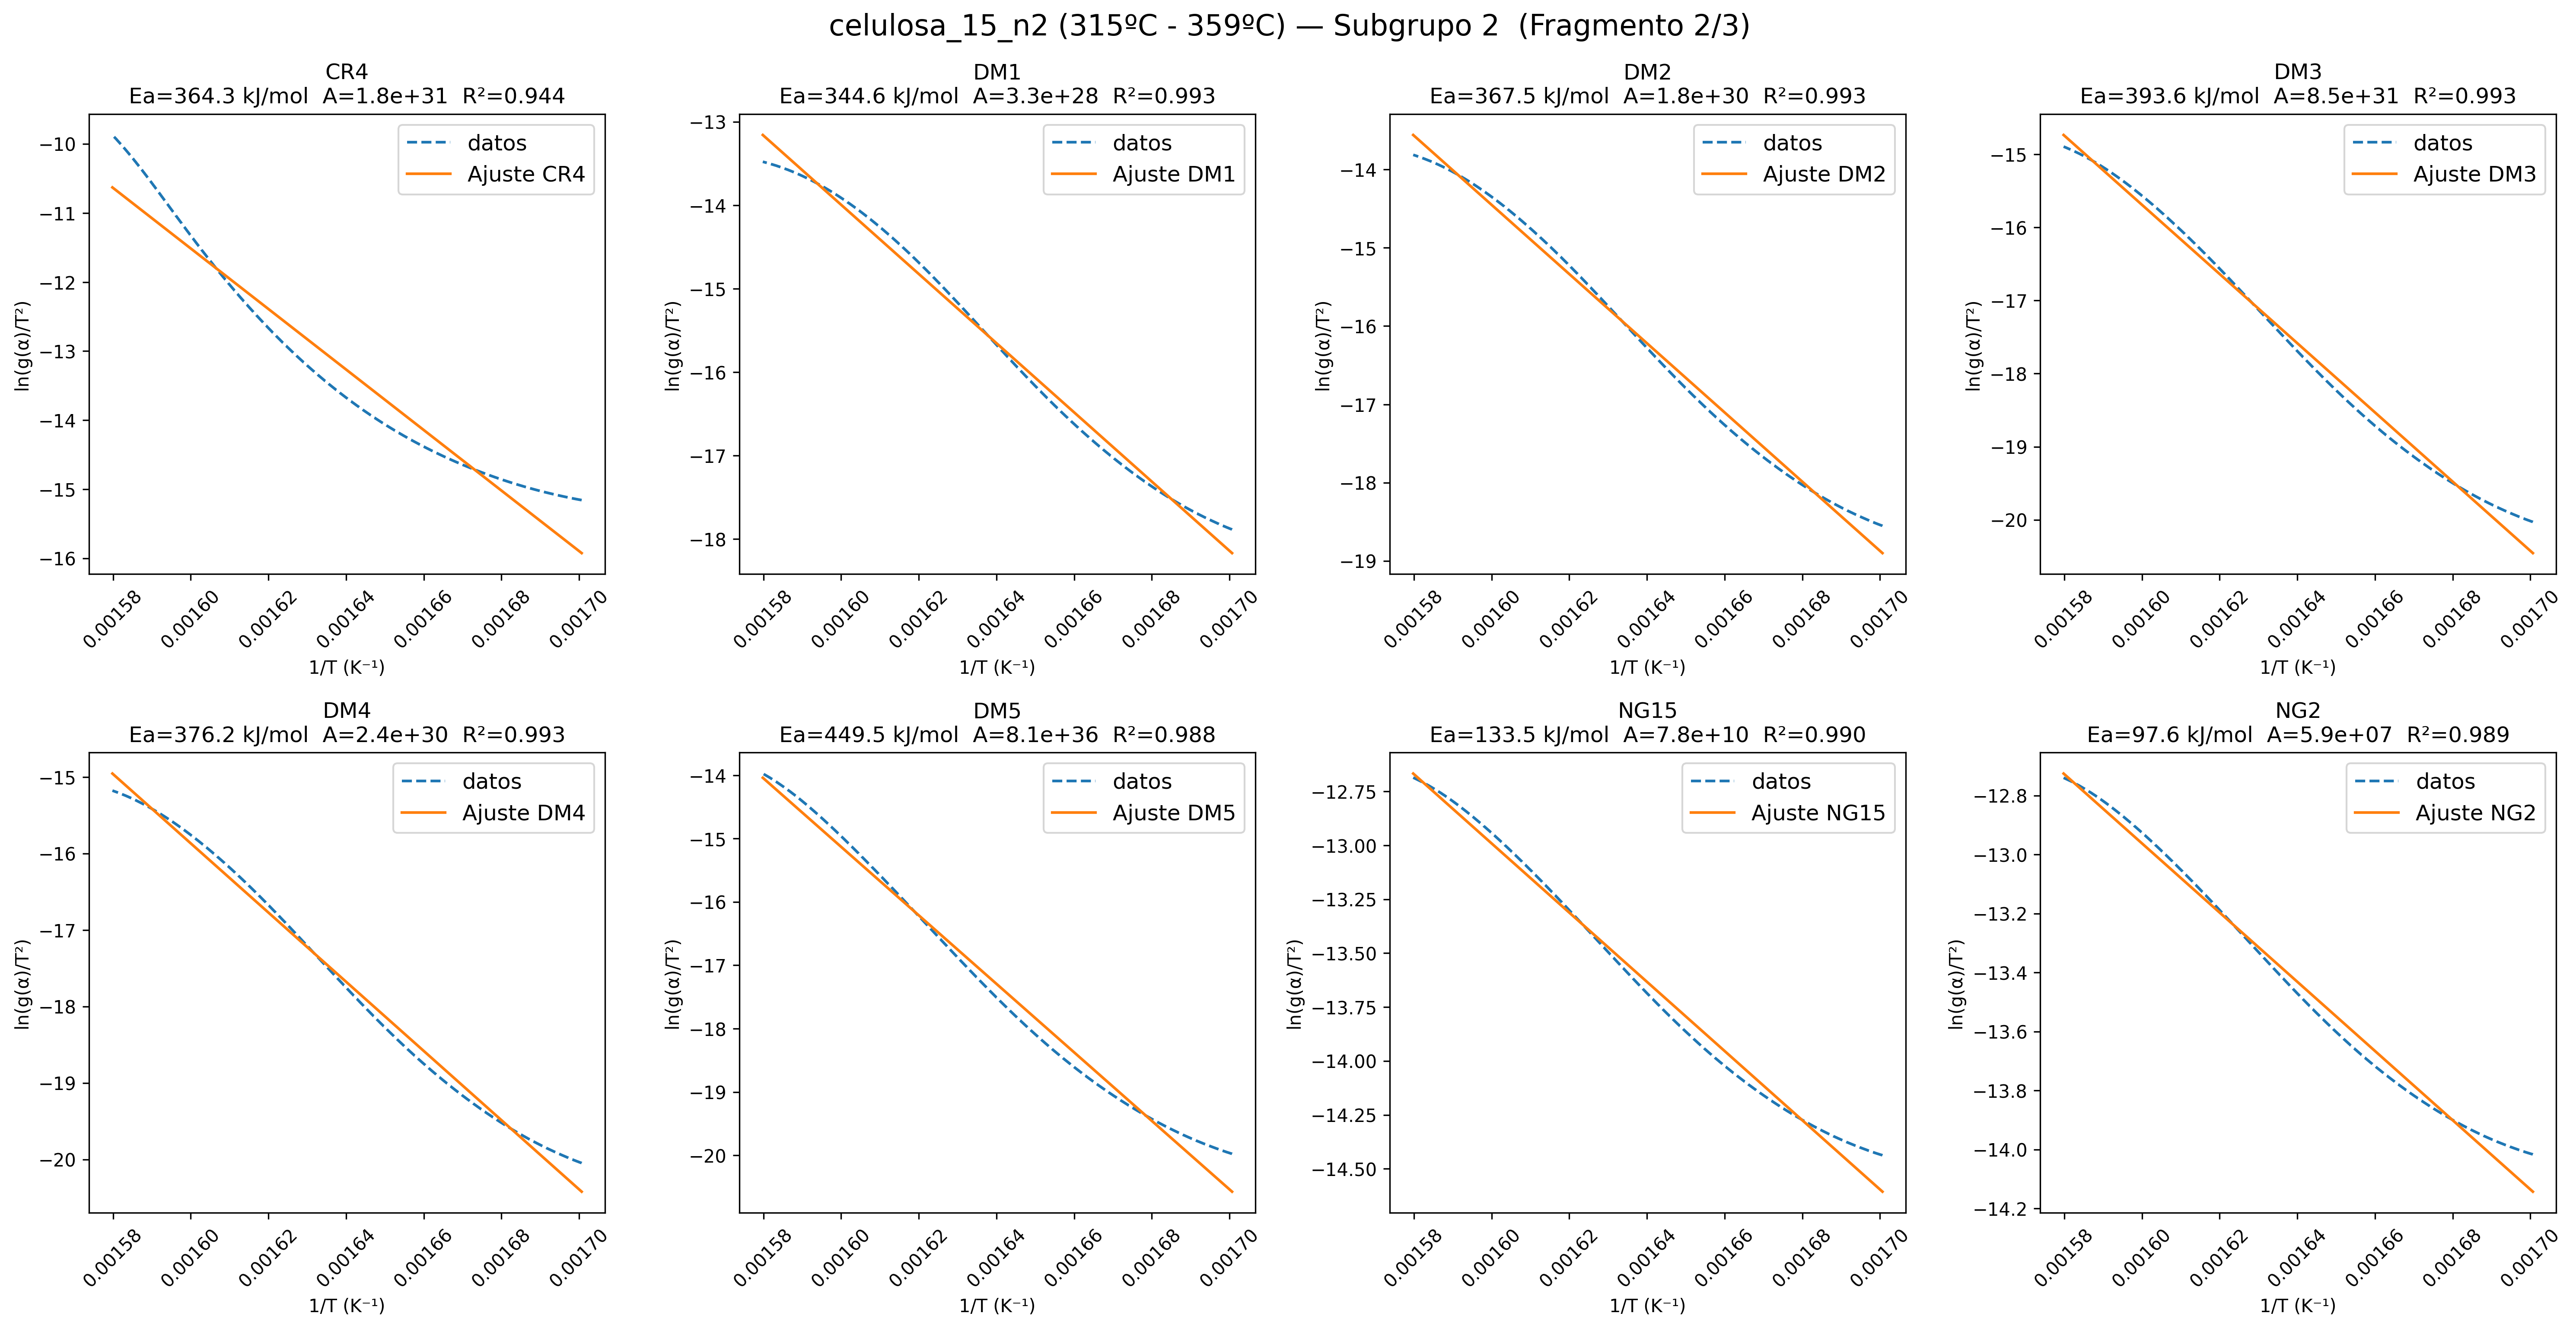 celulosa_15_n2 (315ºC - 359ºC) — Subgrupo 2  (Fragmento 2/3)
CR4
Ea=364.3 kJ/mol  A=1.8e+31  R²=0.944
datos
Ajuste CR4
−10
−11
−12
−13
−14
−15
−16
ln(g(α)/T²)
0.00158
0.00160
0.00162
0.00164
0.00166
0.00168
0.00170
1/T (K⁻¹)
DM1
Ea=344.6 kJ/mol  A=3.3e+28  R²=0.993
datos
Ajuste DM1
−13
−14
−15
−16
−17
−18
ln(g(α)/T²)
0.00158
0.00160
0.00162
0.00164
0.00166
0.00168
0.00170
1/T (K⁻¹)
DM2
Ea=367.5 kJ/mol  A=1.8e+30  R²=0.993
datos
Ajuste DM2
−14
−15
−16
−17
−18
−19
ln(g(α)/T²)
0.00158
0.00160
0.00162
0.00164
0.00166
0.00168
0.00170
1/T (K⁻¹)
DM3
Ea=393.6 kJ/mol  A=8.5e+31  R²=0.993
datos
Ajuste DM3
−15
−16
−17
−18
−19
−20
ln(g(α)/T²)
0.00158
0.00160
0.00162
0.00164
0.00166
0.00168
0.00170
1/T (K⁻¹)
DM4
Ea=376.2 kJ/mol  A=2.4e+30  R²=0.993
datos
Ajuste DM4
−15
−16
−17
−18
−19
−20
ln(g(α)/T²)
0.00158
0.00160
0.00162
0.00164
0.00166
0.00168
0.00170
1/T (K⁻¹)
DM5
Ea=449.5 kJ/mol  A=8.1e+36  R²=0.988
datos
Ajuste DM5
−14
−15
−16
−17
−18
−19
−20
ln(g(α)/T²)
0.00158
0.00160
0.00162
0.00164
0.00166
0.00168
0.00170
1/T (K⁻¹)
NG15
Ea=133.5 kJ/mol  A=7.8e+10  R²=0.990
datos
Ajuste NG15
−12.75
−13.00
−13.25
−13.50
−13.75
−14.00
−14.25
−14.50
ln(g(α)/T²)
0.00158
0.00160
0.00162
0.00164
0.00166
0.00168
0.00170
1/T (K⁻¹)
NG2
Ea=97.6 kJ/mol  A=5.9e+07  R²=0.989
datos
Ajuste NG2
−12.8
−13.0
−13.2
−13.4
−13.6
−13.8
−14.0
−14.2
ln(g(α)/T²)
0.00158
0.00160
0.00162
0.00164
0.00166
0.00168
0.00170
1/T (K⁻¹)